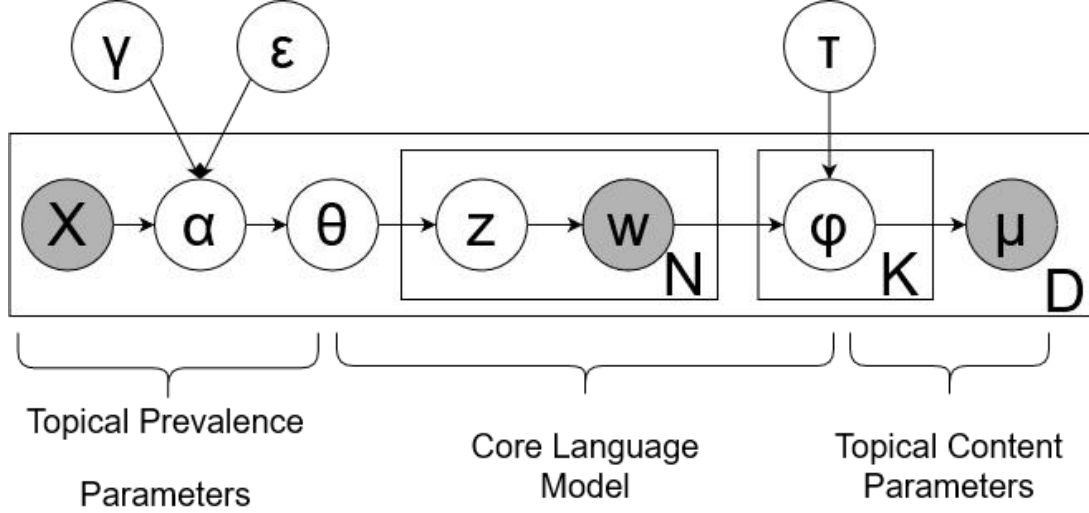 γ ε τ
X α θ z w φ μ
N K D
Topical Prevalence
Parameters
Core Language
Model
Topical Content
Parameters